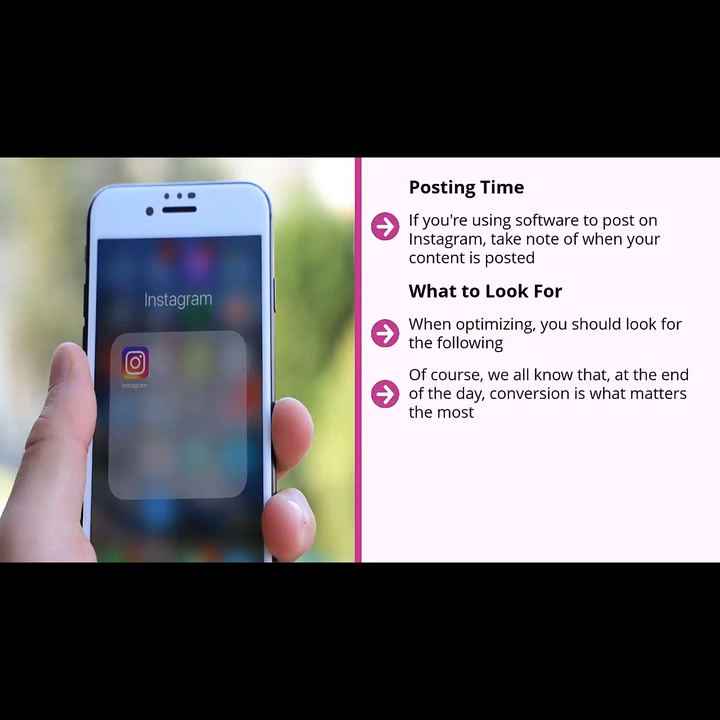 Instagram
Instagram
Posting Time
If you're using software to post on
Instagram, take note of when your
content is posted
What to Look For
When optimizing, you should look for
the following
Of course, we all know that, at the end
of the day, conversion is what matters
the most